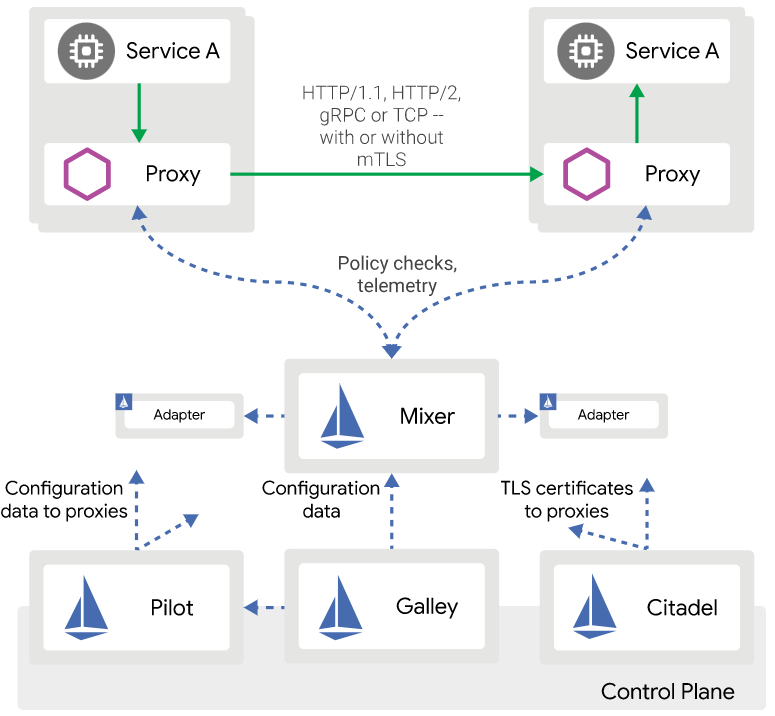 Service A
Service A
HTTP/1.1, HTTP/2,
gRPC or TCP --
with or without
mTLS
Proxy
Proxy
Policy checks,
telemetry
Adapter
Mixer
Adapter
Configuration
data to proxies
Configuration
data
TLS certificates
to proxies
Pilot
Galley
Citadel
Control Plane